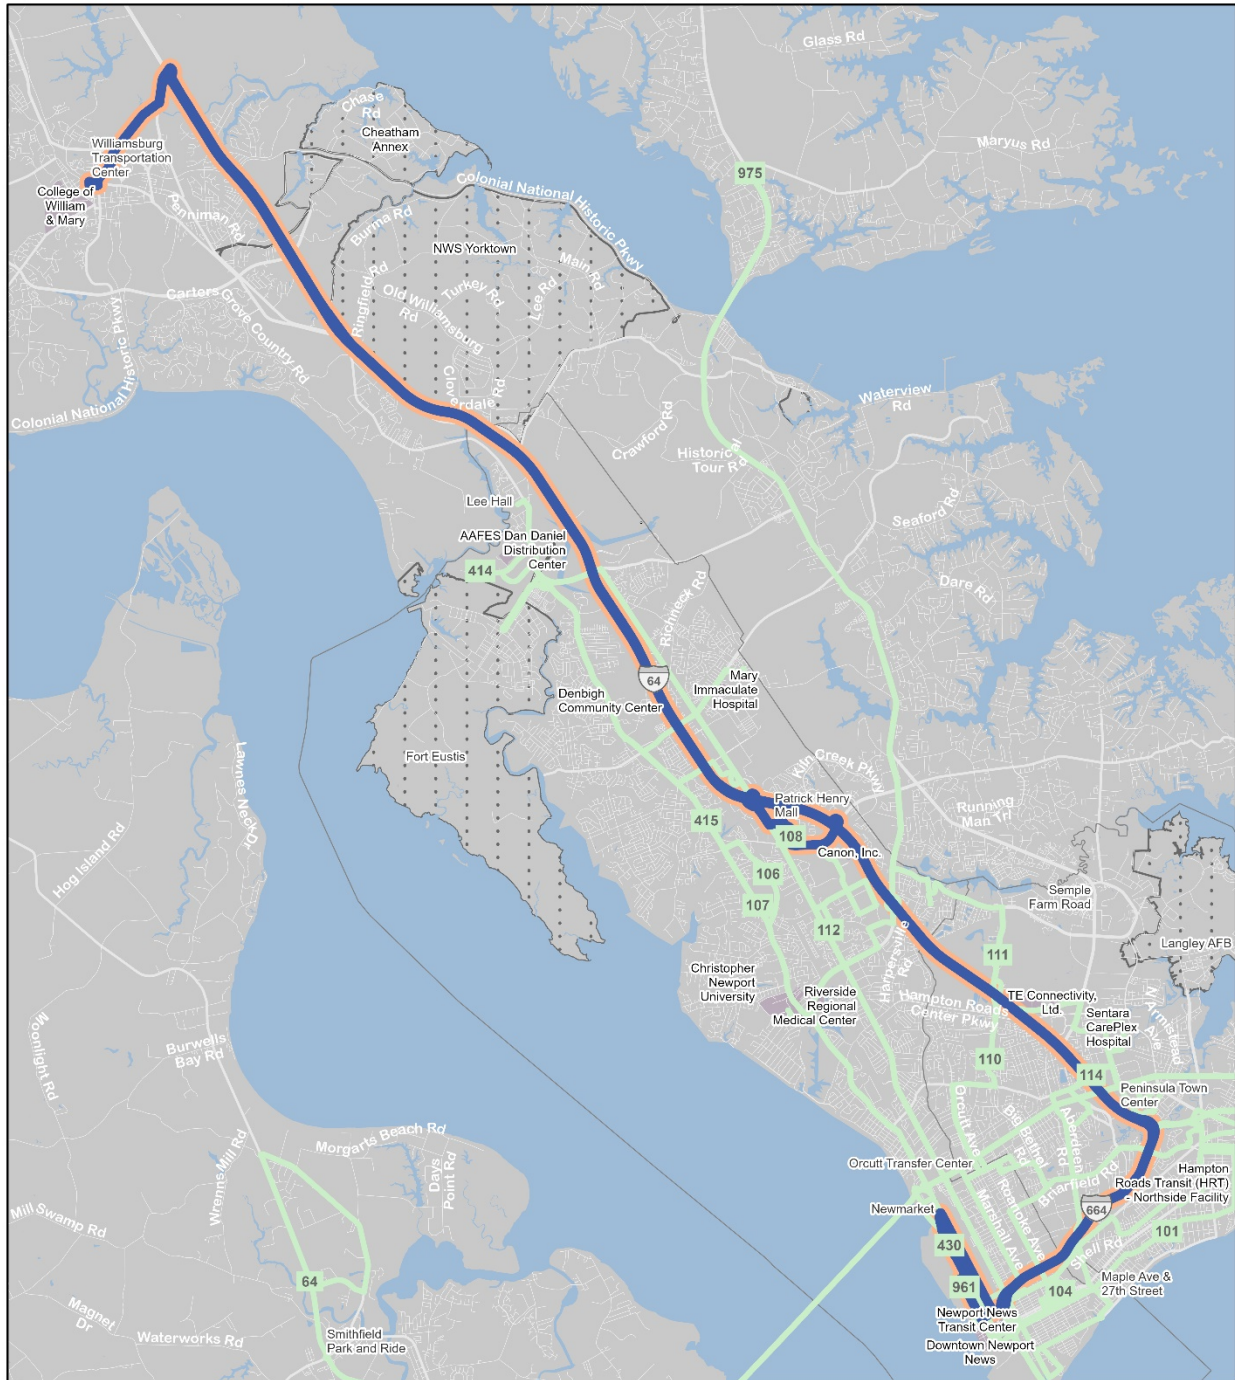 Glass Rd
Chase
Rd
Cheatham
Annex
Maryus Rd
Williamsburg
Transportation
Center
975
Colonial National Historic Pkwy
College of
William
& Mary
Penniman Rd
Burma Rd
NWS Yorktown
Main Rd
Ringfield Rd
Turkey Rd
Lee Rd
Old Williamsburg
Rd
Carters Grove Country Rd
Colonial National Historic Pkwy
Cloverdale Rd
Waterview
Rd
Crawford Rd
Historical
Tour Rd
Lee Hall
Seaford Rd
AAFES Dan Daniel
Distribution
Center
414
Dare Rd
Richneck Rd
64
Mary
Immaculate
Hospital
Denbigh
Community Center
Fort Eustis
Lawnes Neck Dr
Kiln Creek Pkwy
Patrick Henry
Mall
Running
Man Trl
415
108
Canon, Inc.
Hog Island Rd
106
107
Semple
Farm Road
112
Harpersville
Rd
Langley AFB
111
Christopher
Newport
University
Riverside
Regional
Medical Center
TE Connectivity,
Ltd.
Hampton Roads
Center Pkwy
N Armistead
Ave
Sentara
CarePlex
Hospital
Moonlight Rd
Burwells
Bay Rd
110
114
Peninsula Town
Center
Orcutt Ave
Big Bethel
Rd
Aberdeen
Rd
Morgarts Beach Rd
Wrenns Mill Rd
Days
Point Rd
Orcutt Transfer Center
Briarfield Rd
Hampton
Roads Transit (HRT)
- Northside Facility
Roanoke Ave
Marshall Ave
Newmarket
664
Mill Swamp Rd
430
Shell Rd
101
64
961
104
Maple Ave &
27th Street
Magnet
Dr
Waterworks Rd
Smithfield
Park and Ride
Newport News
Transit Center
Downtown Newport
News